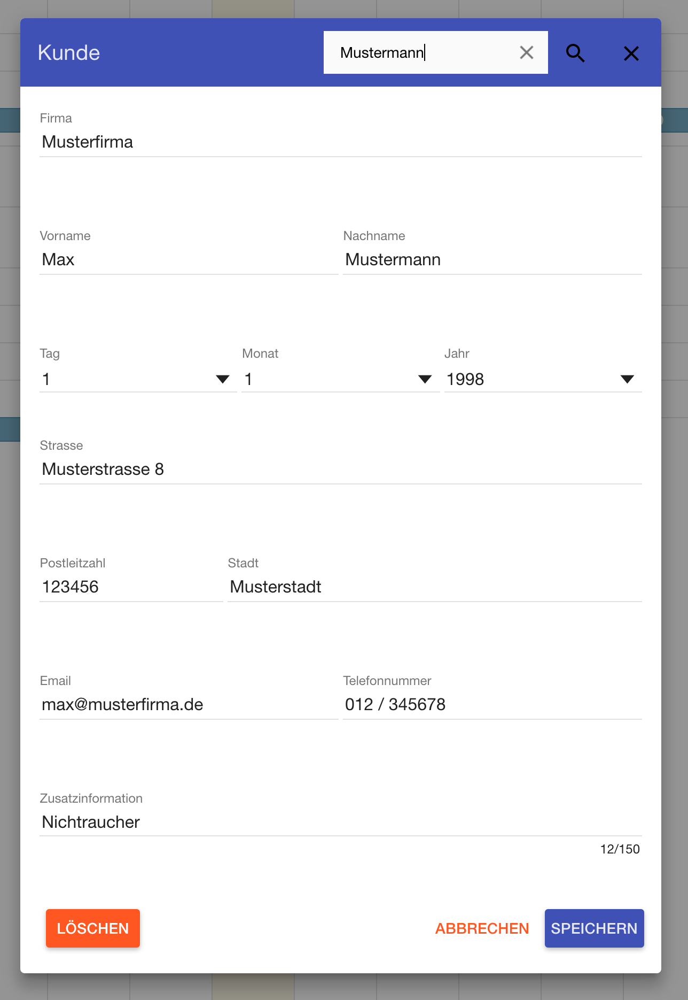 Kunde
Mustermann
Firma
Musterfirma
Vorname Nachname
Max Mustermann
Tag Monat Jahr
1 1 1998
Strasse
Musterstrasse 8
Postleitzahl Stadt
123456 Musterstadt
Email Telefonnummer
max@musterfirma.de 012 / 345678
Zusatzinformation
Nichtraucher
12/150
LÖSCHEN ABBRECHEN SPEICHERN